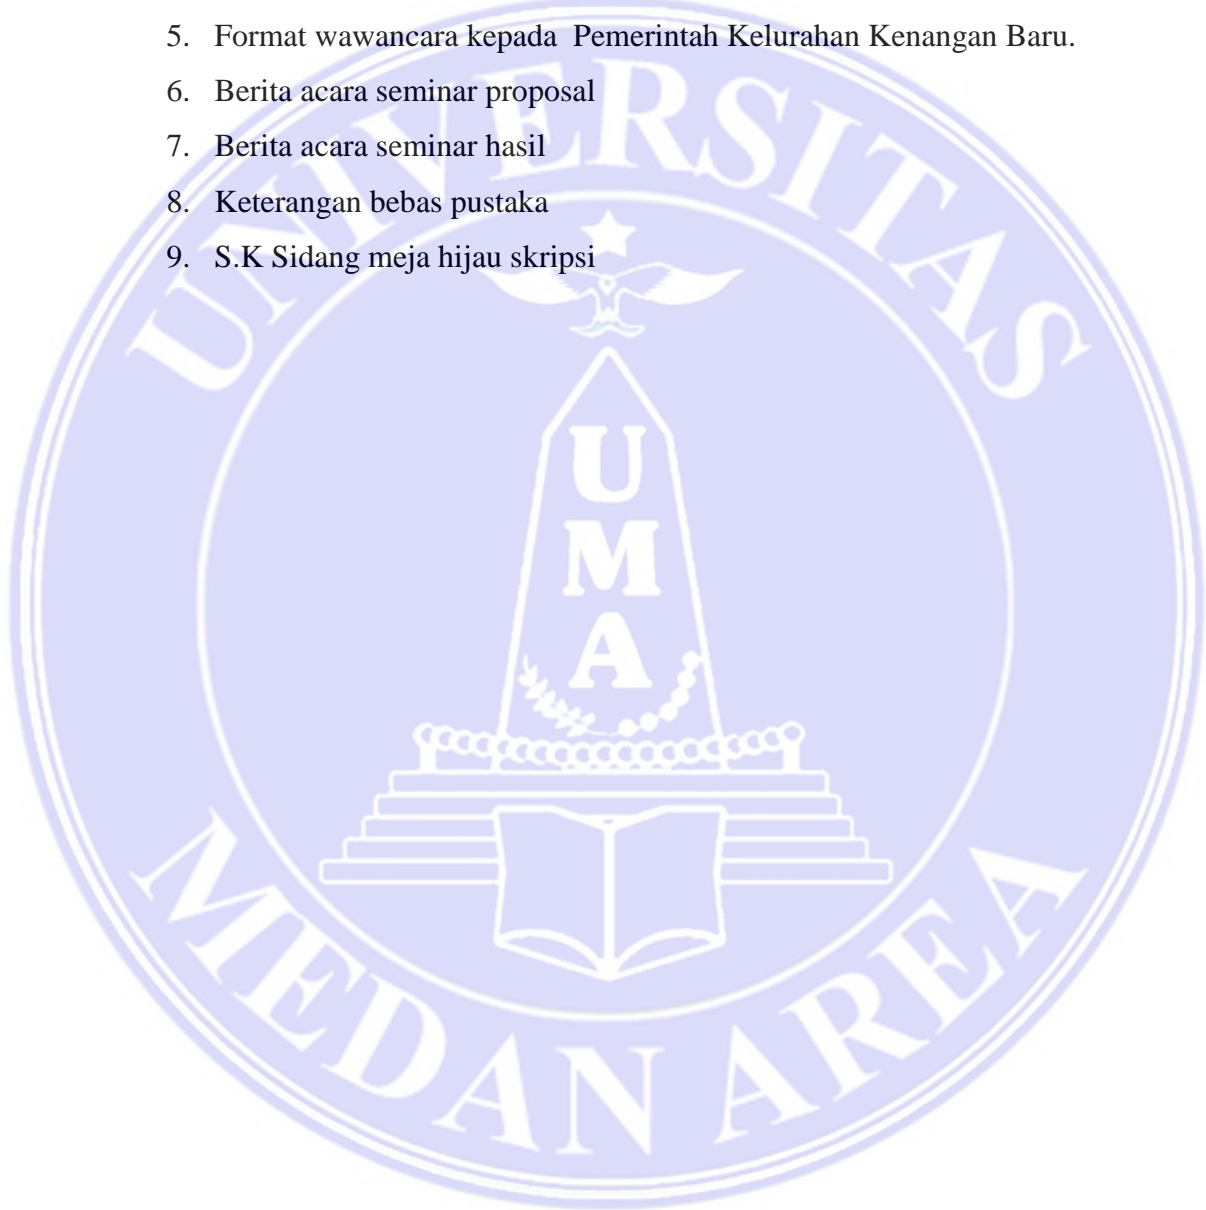 5. Format wawancara kepada Pemerintah Kelurahan Kenangan Baru.
6. Berita acara seminar proposal
7. Berita acara seminar hasil
8. Keterangan bebas pustaka
9. S.K Sidang meja hijau skripsi
UNIVERSITAS
U
M
A
MEDAN AREA